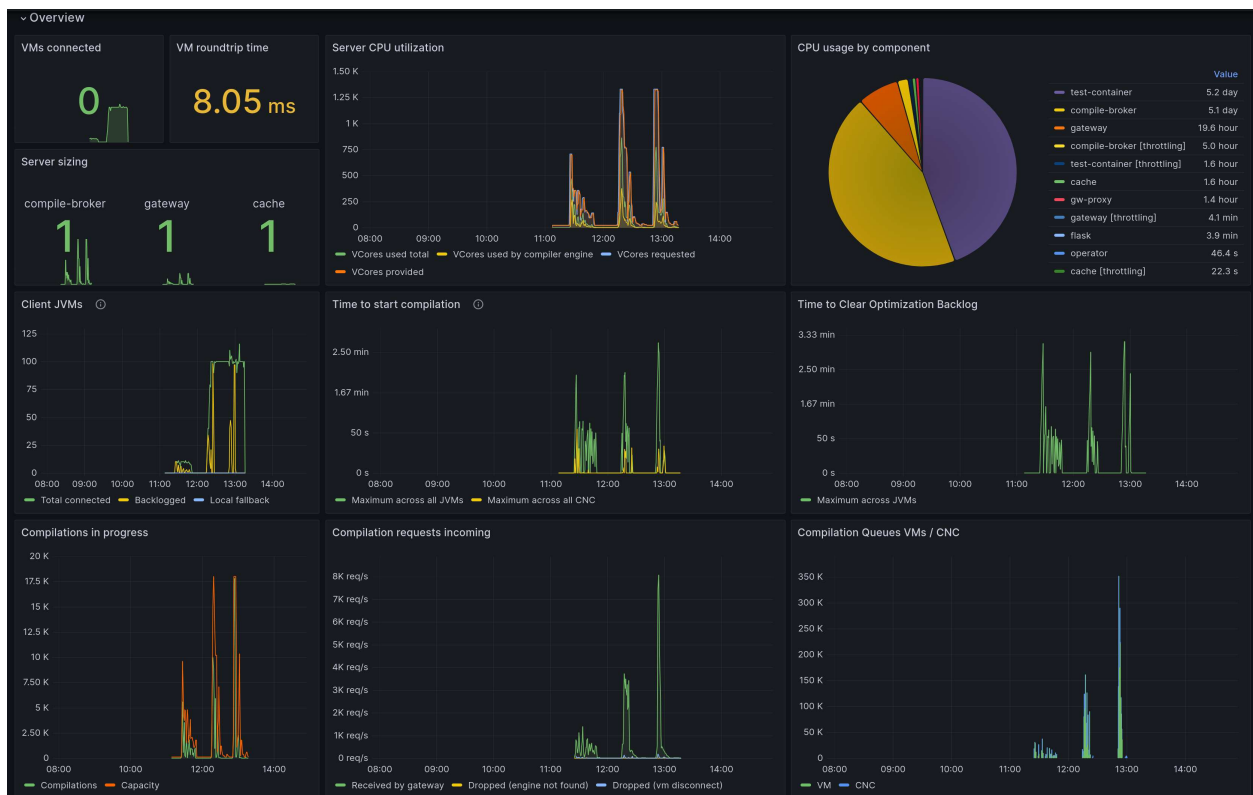 Overview
VMs connected
0
VM roundtrip time
8.05 ms
Server sizing
compile-broker
1
gateway
1
cache
1
Server CPU utilization
1.50 K
1.25 K
1 K
750
500
250
0
08:00 09:00 10:00 11:00 12:00 13:00 14:00
VCores used total VCores used by compiler engine VCores requested
VCores provided
CPU usage by component
Value
test-container 5.2 day
compile-broker 5.1 day
gateway 19.6 hour
compile-broker [throttling] 5.0 hour
test-container [throttling] 1.6 hour
cache 1.6 hour
gw-proxy 1.4 hour
gateway [throttling] 4.1 min
flask 3.9 min
operator 46.4 s
cache [throttling] 22.3 s
Client JVMs
125
100
75
50
25
0
08:00 09:00 10:00 11:00 12:00 13:00 14:00
Total connected Backlogged Local fallback
Time to start compilation
2.50 min
1.67 min
50 s
0 s
08:00 09:00 10:00 11:00 12:00 13:00 14:00
Maximum across all JVMs Maximum across all CNC
Time to Clear Optimization Backlog
3.33 min
2.50 min
1.67 min
50 s
0 s
08:00 09:00 10:00 11:00 12:00 13:00 14:00
Maximum across JVMs
Compilations in progress
20 K
17.5 K
15 K
12.5 K
10 K
7.50 K
5 K
2.50 K
0
08:00 10:00 12:00 14:00
Compilations Capacity
Compilation requests incoming
8K req/s
7K req/s
6K req/s
5K req/s
4K req/s
3K req/s
2K req/s
1K req/s
0 req/s
08:00 09:00 10:00 11:00 12:00 13:00 14:00
Received by gateway Dropped (engine not found) Dropped (vm disconnect)
Compilation Queues VMs / CNC
350 K
300 K
250 K
200 K
150 K
100 K
50 K
0
08:00 09:00 10:00 11:00 12:00 13:00 14:00
VM CNC